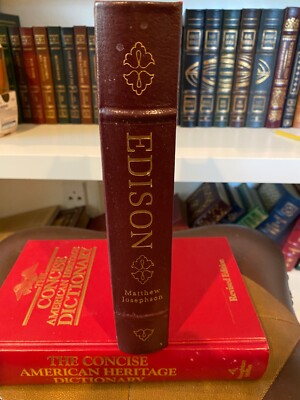 EDISON
Matthew
Josephson
THE
CONCISE
AMERICAN HERITAGE
DICTIONARY
Revised Edition
THE CONCISE
AMERICAN HERITAGE
DICTIONARY